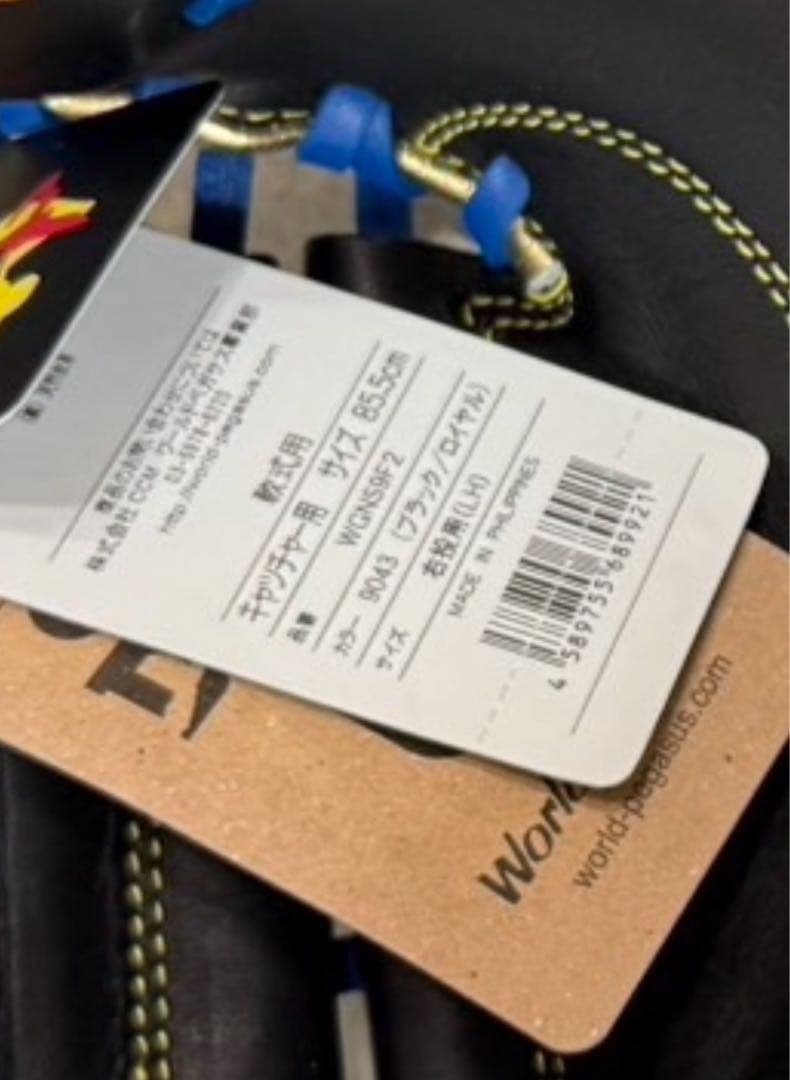 商品のお問い合わせについては
株式会社 CCM ワールドペガサス事業部
http://world-pegasus.com
軟式用
キャッチャー用 サイズ 85.5cm
品番 WGNS9F2
カラー 9043 (ブラック/ロイヤル)
サイズ 右投用(LH)
MADE IN PHILIPPINES
4 589755 689921
World
world-pegasus.com